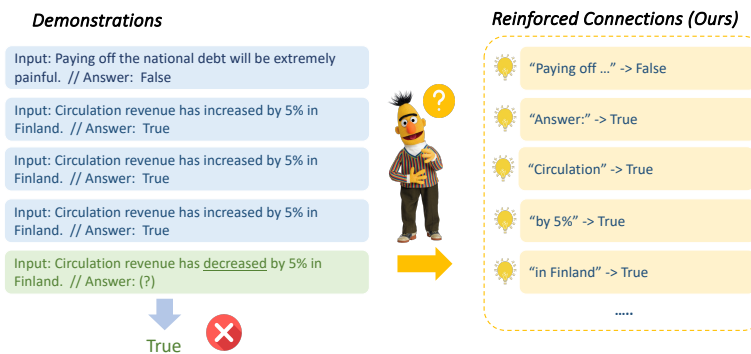 Demonstrations
Input: Paying off the national debt will be extremely
painful. // Answer: False
Input: Circulation revenue has increased by 5% in
Finland. // Answer: True
Input: Circulation revenue has increased by 5% in
Finland. // Answer: True
Input: Circulation revenue has increased by 5% in
Finland. // Answer: True
Input: Circulation revenue has decreased by 5% in
Finland. // Answer: (?)
True
?
Reinforced Connections (Ours)
“Paying off ...” -> False
“Answer:” -> True
“Circulation” -> True
“by 5%” -> True
“in Finland” -> True
.....